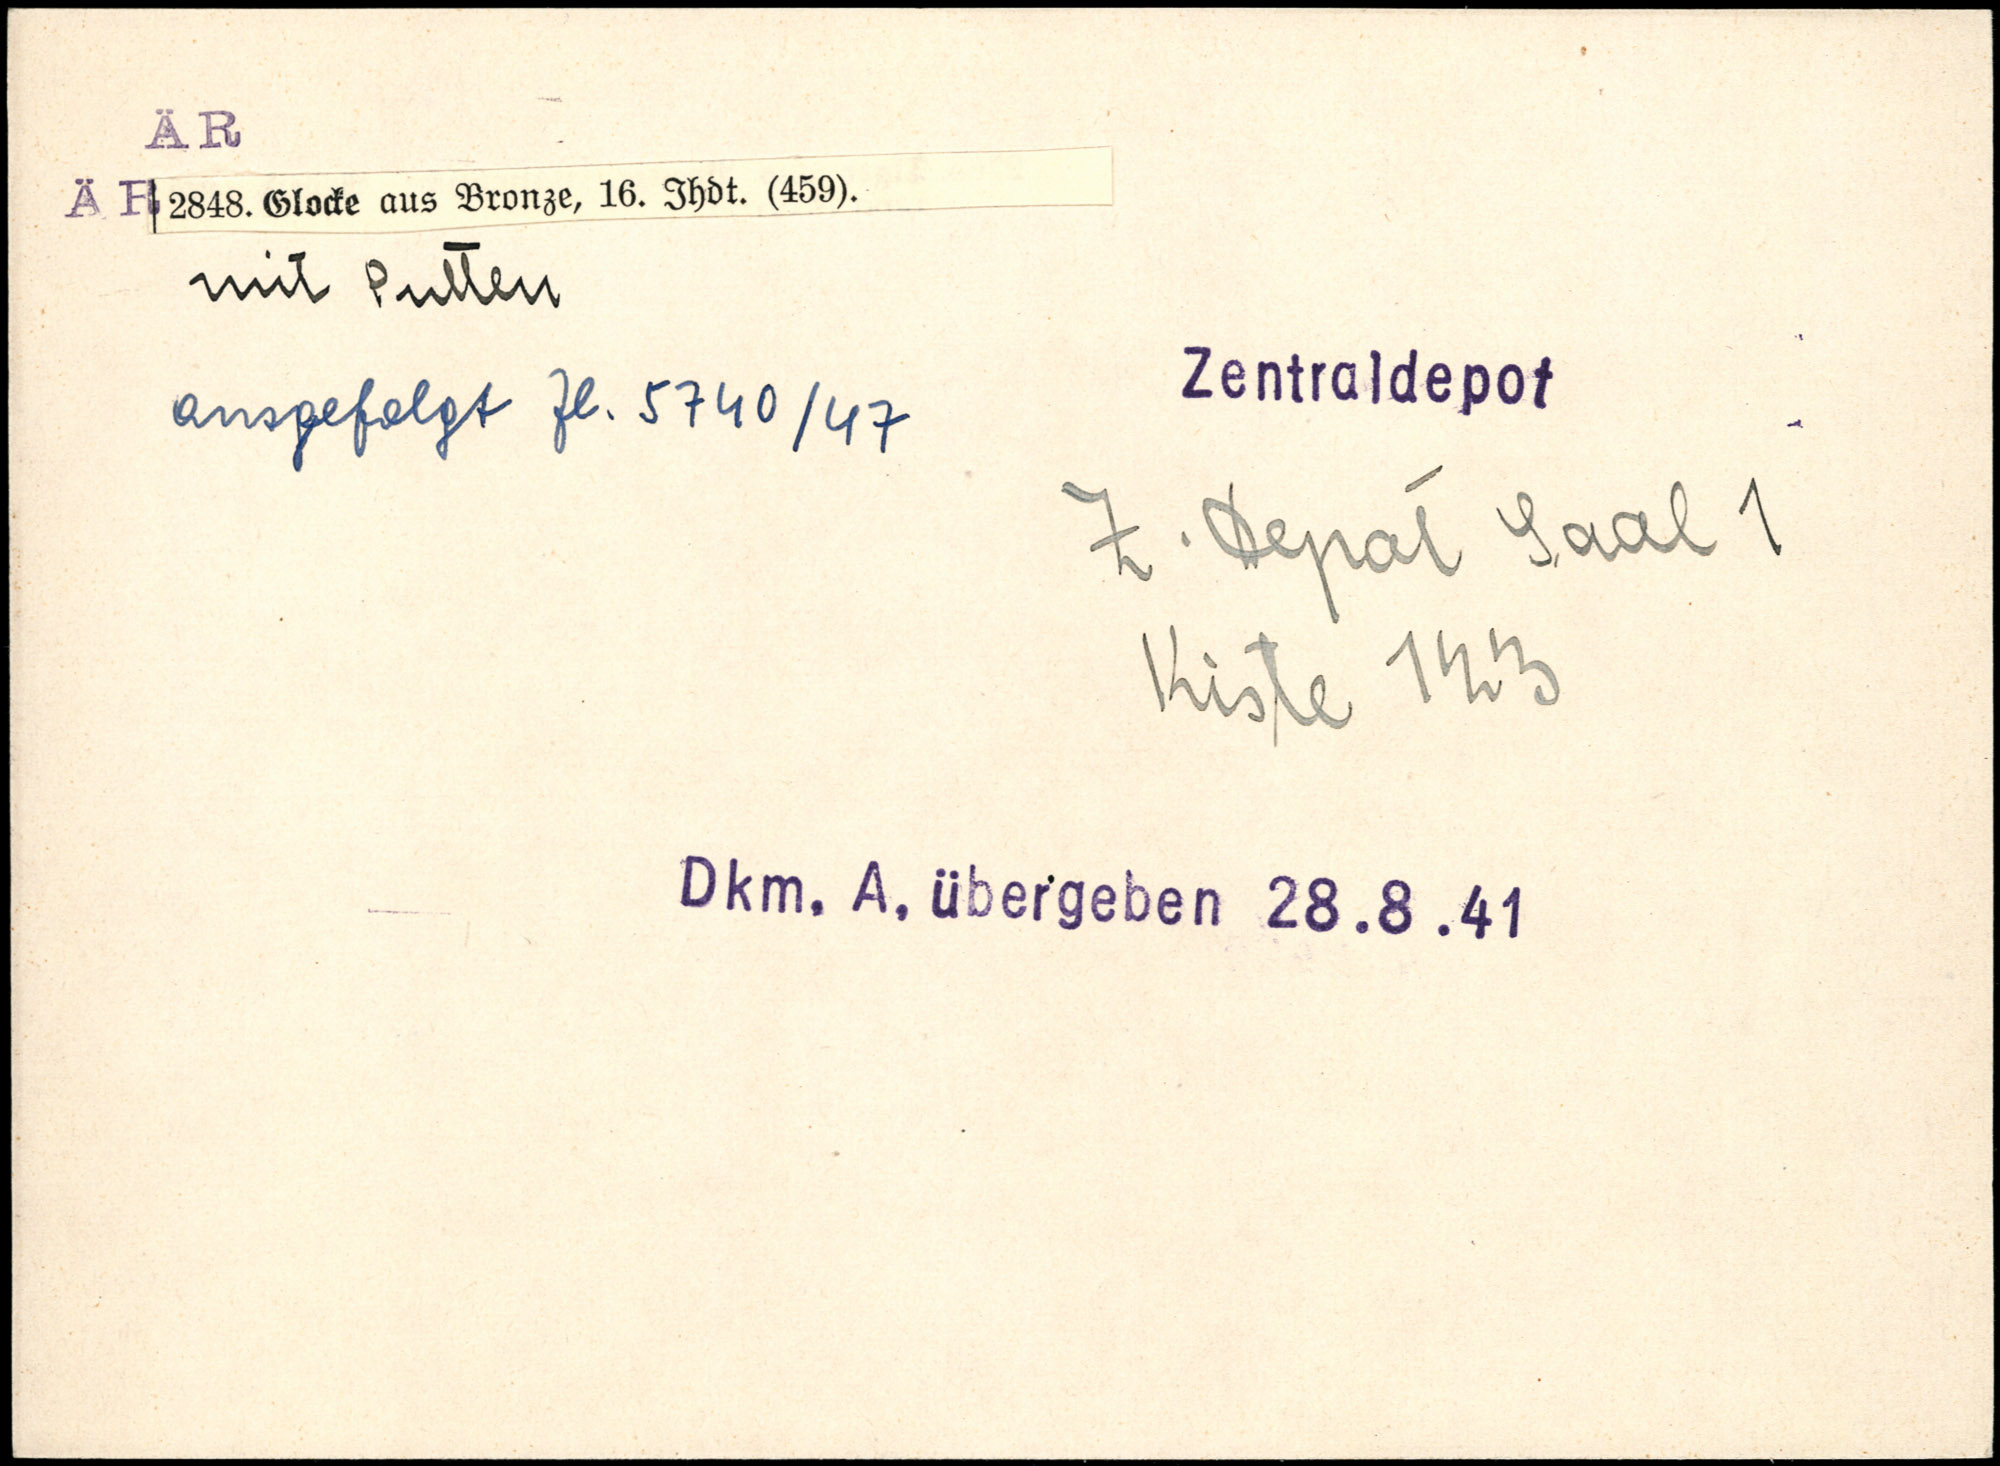 ÄR
ÄR 2848. Glocke aus Bronze, 16. Jhdt. (459).
mit Putten
ausgefolgt Zl. 5740/47
Zentraldepot
Z. Depot Saal 1
Kiste 123
Dkm. A. übergeben 28.8.41